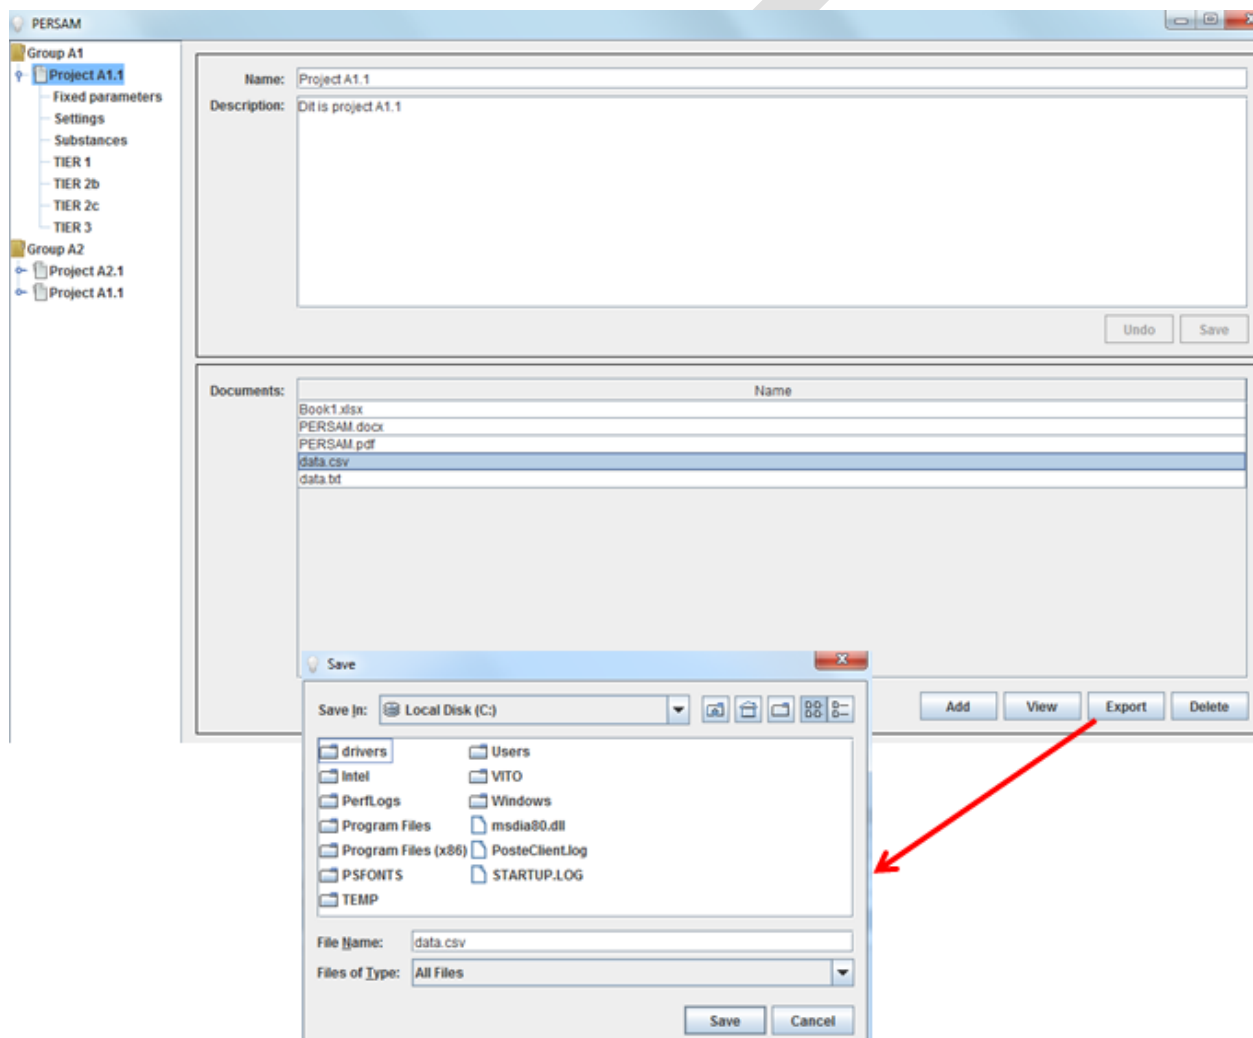 PERSAM
Group A1
Project A1.1
Fixed parameters
Settings
Substances
TIER 1
TIER 2b
TIER 2c
TIER 3
Group A2
Project A2.1
Project A1.1
Name: Project A1.1
Description: Dit is project A1.1
Undo Save
Documents: Name
Book1.xlsx
PERSAM.docx
PERSAM.pdf
data.csv
data.txt
Add View Export Delete
Save
Save In: Local Disk (C:)
drivers Users
Intel VITO
PerfLogs Windows
Program Files msdia80.dll
Program Files (x86) PosteClient.log
PSFONTS STARTUP.LOG
TEMP
File Name: data.csv
Files of Type: All Files
Save Cancel